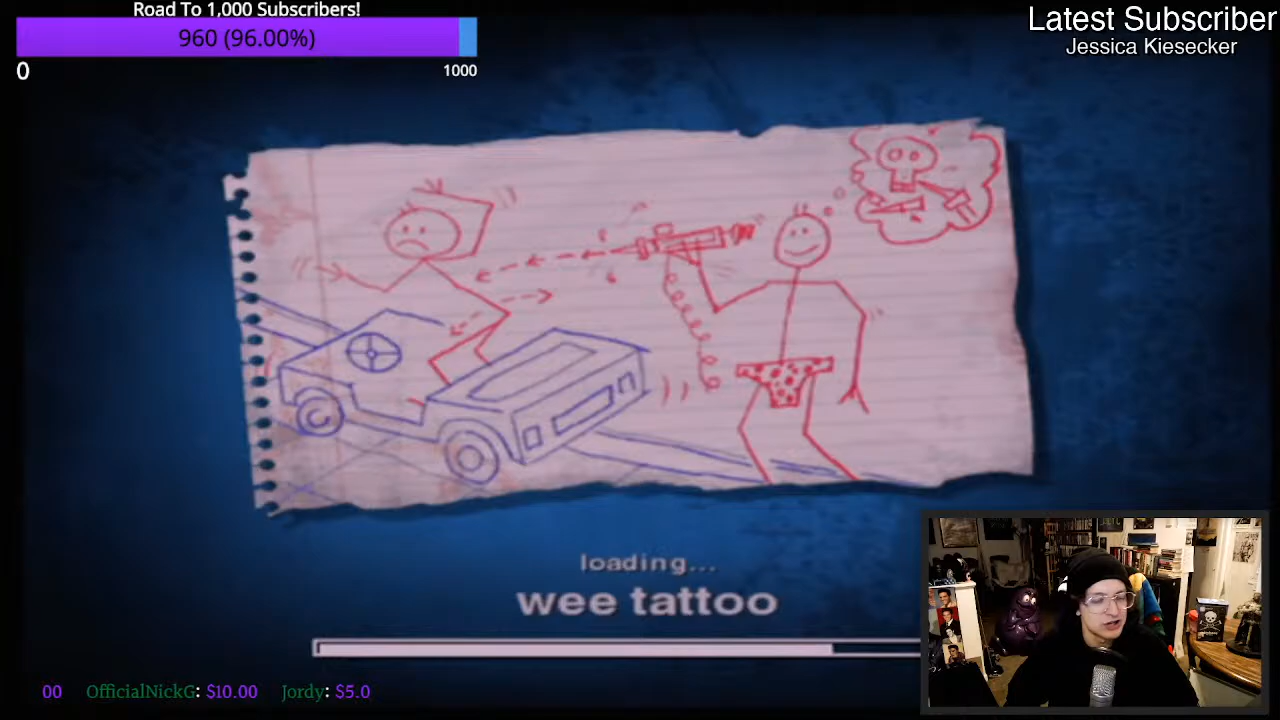 Road To 1,000 Subscribers!
960 (96.00%)
0
1000
Latest Subscriber
Jessica Kiesecker
loading...
wee tattoo
00 OfficialNickG: $10.00 Jordy: $5.0